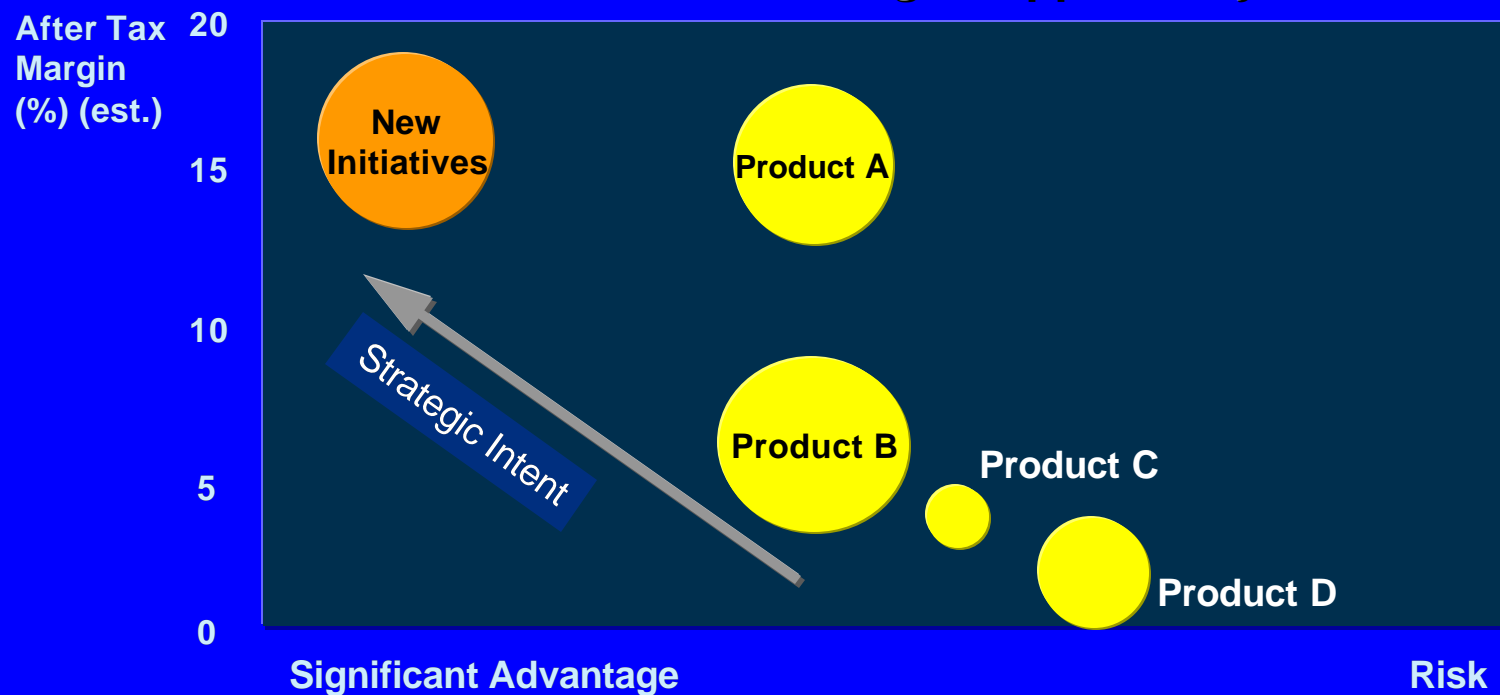 After Tax
Margin
(%) (est.)
20
15
10
5
0
New
Initiatives
Product A
Strategic Intent
Product B
Product C
Product D
Significant Advantage
Risk